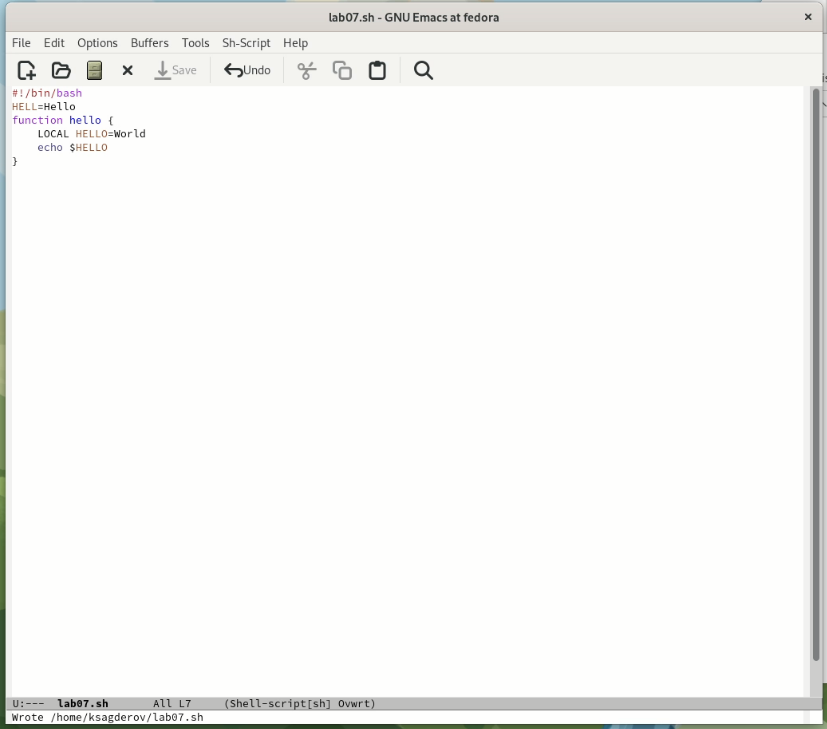 lab07.sh - GNU Emacs at fedora
File Edit Options Buffers Tools Sh-Script Help
Save Undo
#!/bin/bash
HELL=Hello
function hello {
    LOCAL HELLO=World
    echo $HELLO
}
U:---  lab07.sh       All L7     (Shell-script[sh] Ovwrt)
Wrote /home/ksagderov/lab07.sh